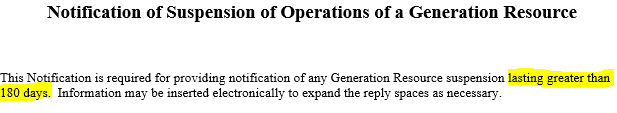 Notification of Suspension of Operations of a Generation Resource
This Notification is required for providing notification of any Generation Resource suspension lasting greater than
180 days.  Information may be inserted electronically to expand the reply spaces as necessary.